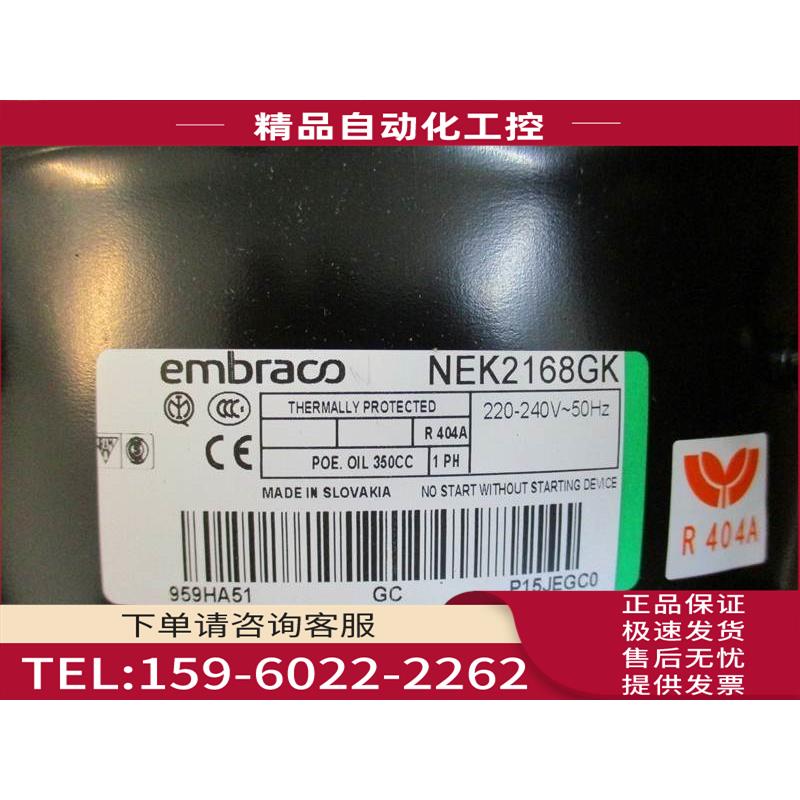 精品自动化工控
embraco
NEK2168GK
THERMALLY PROTECTED
220-240V~50Hz
R 404A
POE. OIL 350CC
1 PH
MADE IN SLOVAKIA
NO START WITHOUT STARTING DEVICE
959HA51
GC
P15JEGC0
R 404A
下单请咨询客服
TEL:159-6022-2262
正品保证
极速发货
售后无忧
提供发票